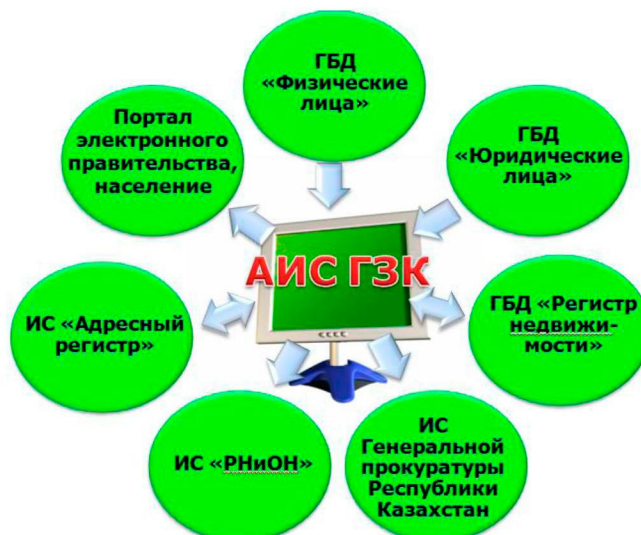 ГБД
«Физические
лица»
Портал
электронного
правительства,
население
ГБД
«Юридические
лица»
АИС ГЗК
ИС «Адресный
регистр»
ГБД «Регистр
недвижи-
мости»
ИС «РНиОН»
ИС
Генеральной
прокуратуры
Республики
Казахстан